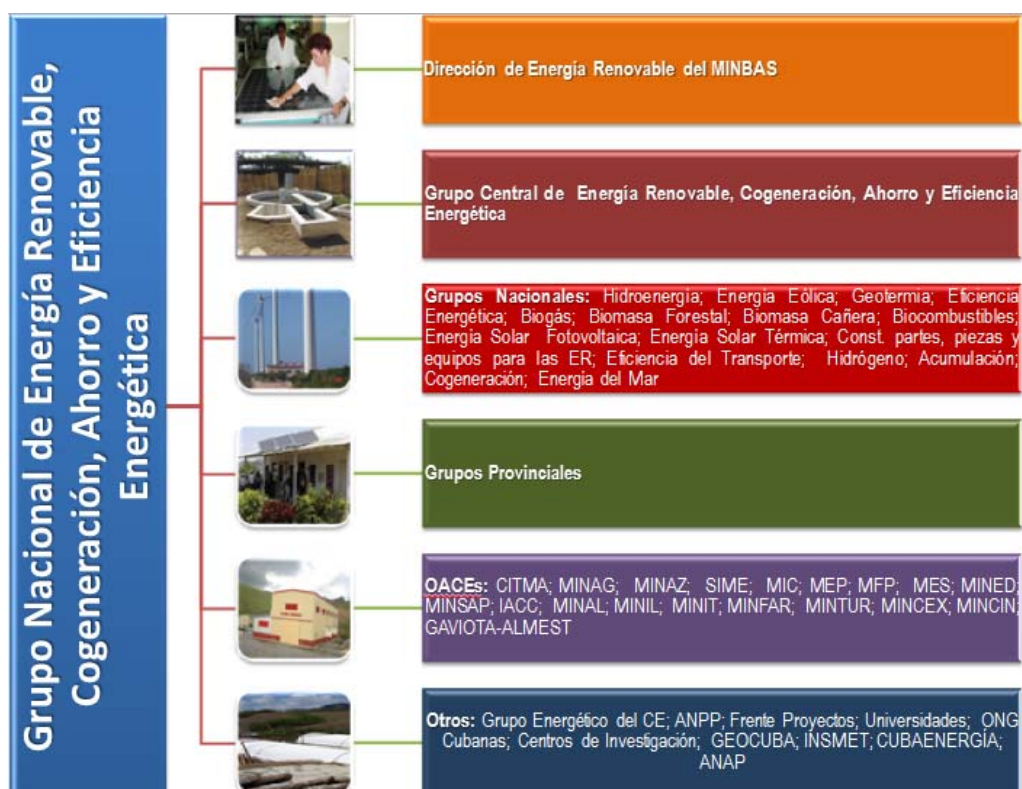 Grupo Nacional de Energía Renovable,
Cogeneración, Ahorro y Eficiencia
Energética
Dirección de Energía Renovable del MINBAS
Grupo Central de Energía Renovable, Cogeneración, Ahorro y Eficiencia
Energética
Grupos Nacionales: Hidroenergía; Energía Eólica; Geotermia; Eficiencia
Energética; Biogás; Biomasa Forestal; Biomasa Cañera; Biocombustibles;
Energía Solar Fotovoltaica; Energía Solar Térmica; Const. partes, piezas y
equipos para las ER; Eficiencia del Transporte; Hidrógeno; Acumulación;
Cogeneración; Energía del Mar
Grupos Provinciales
OACEs: CITMA; MINAG; MINAZ; SIME; MIC; MEP; MFP; MES; MINED;
MINSAP; IACC; MINAL; MINIL; MINIT; MINFAR; MINTUR; MINCEX; MINCIN;
GAVIOTA-ALMEST
Otros: Grupo Energético del CE; ANPP; Frente Proyectos; Universidades; ONG
Cubanas; Centros de Investigación; GEOCUBA; INSMET; CUBAENERGÍA;
ANAP